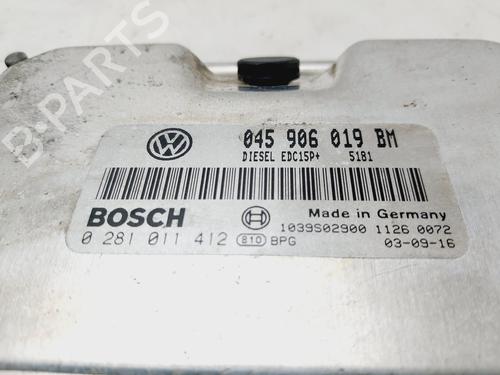 045 906 019 BM
DIESEL EDC15P+ 5181
BOSCH
Made in Germany
1039S02900 1126 0072
0 281 011 412 810 BPG 03-09-16
B-PARTS